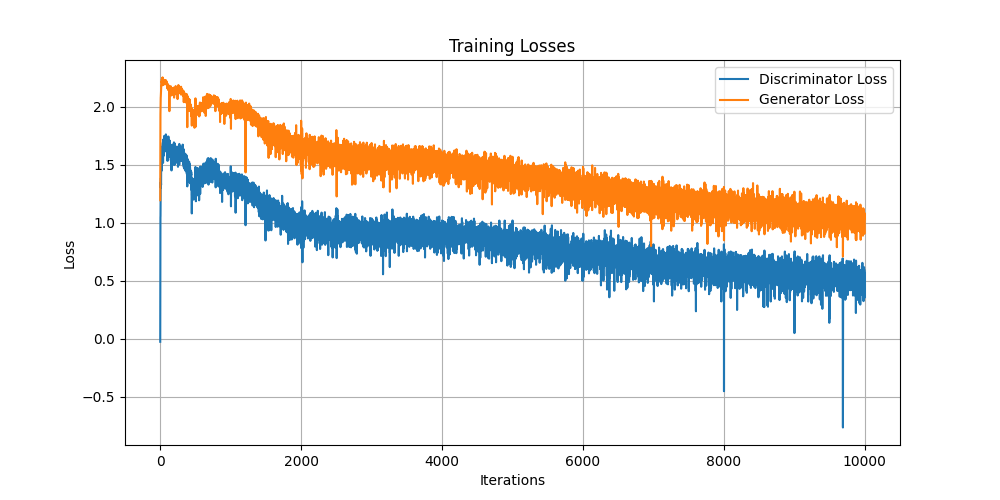 Training Losses
Discriminator Loss
Generator Loss
2.0
1.5
1.0
0.5
0.0
−0.5
Loss
0
2000
4000
6000
8000
10000
Iterations